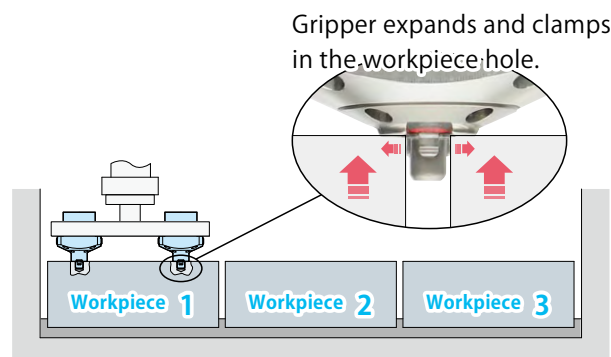 Gripper expands and clamps
in the workpiece hole.
Workpiece 1
Workpiece 2
Workpiece 3